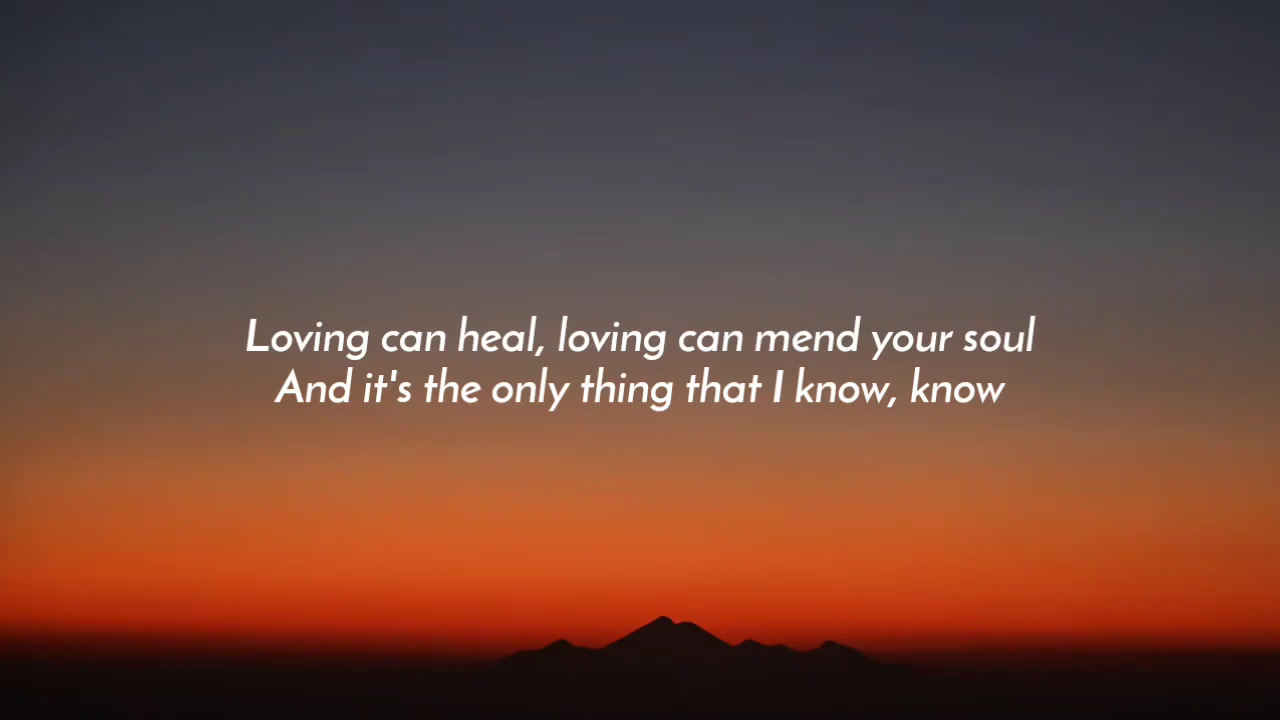 Loving can heal, loving can mend your soul
And it's the only thing that I know, know